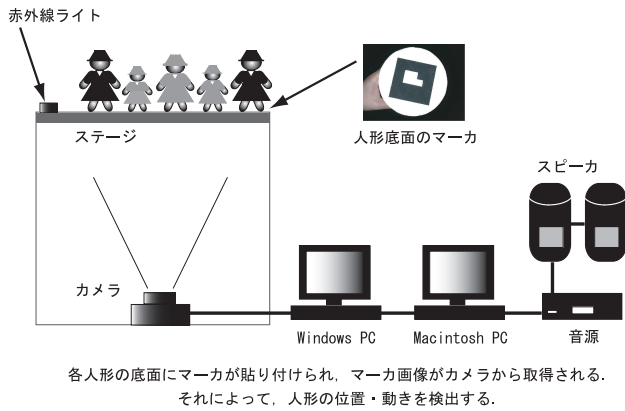 赤外線ライト
ステージ
人形底面のマーカ
スピーカ
カメラ
Windows PC
Macintosh PC
音源
各人形の底面にマーカが貼り付けられ，マーカ画像がカメラから取得される．
それによって，人形の位置・動きを検出する．